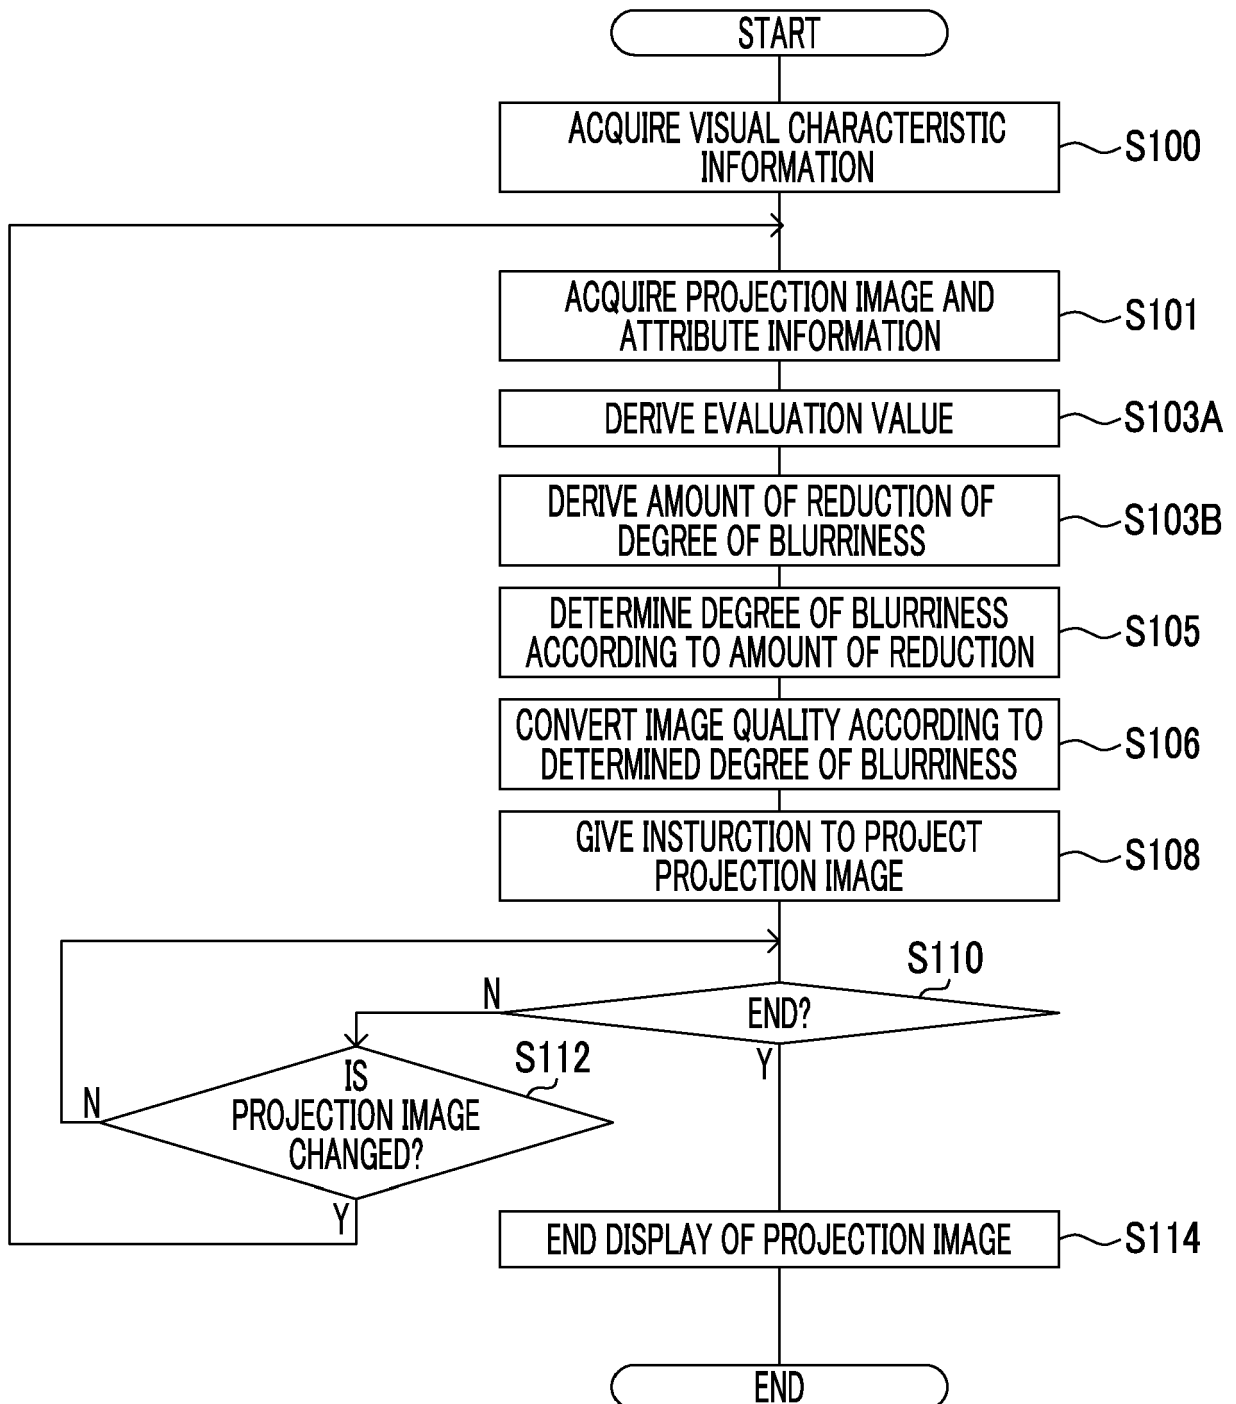 START
ACQUIRE VISUAL CHARACTERISTIC
INFORMATION
S100
ACQUIRE PROJECTION IMAGE AND
ATTRIBUTE INFORMATION
S101
DERIVE EVALUATION VALUE
S103A
DERIVE AMOUNT OF REDUCTION OF
DEGREE OF BLURRINESS
S103B
DETERMINE DEGREE OF BLURRINESS
ACCORDING TO AMOUNT OF REDUCTION
S105
CONVERT IMAGE QUALITY ACCORDING TO
DETERMINED DEGREE OF BLURRINESS
S106
GIVE INSTURCTION TO PROJECT
PROJECTION IMAGE
S108
S110
N
END?
Y
S112
N
IS
PROJECTION IMAGE
CHANGED?
Y
END DISPLAY OF PROJECTION IMAGE
S114
END